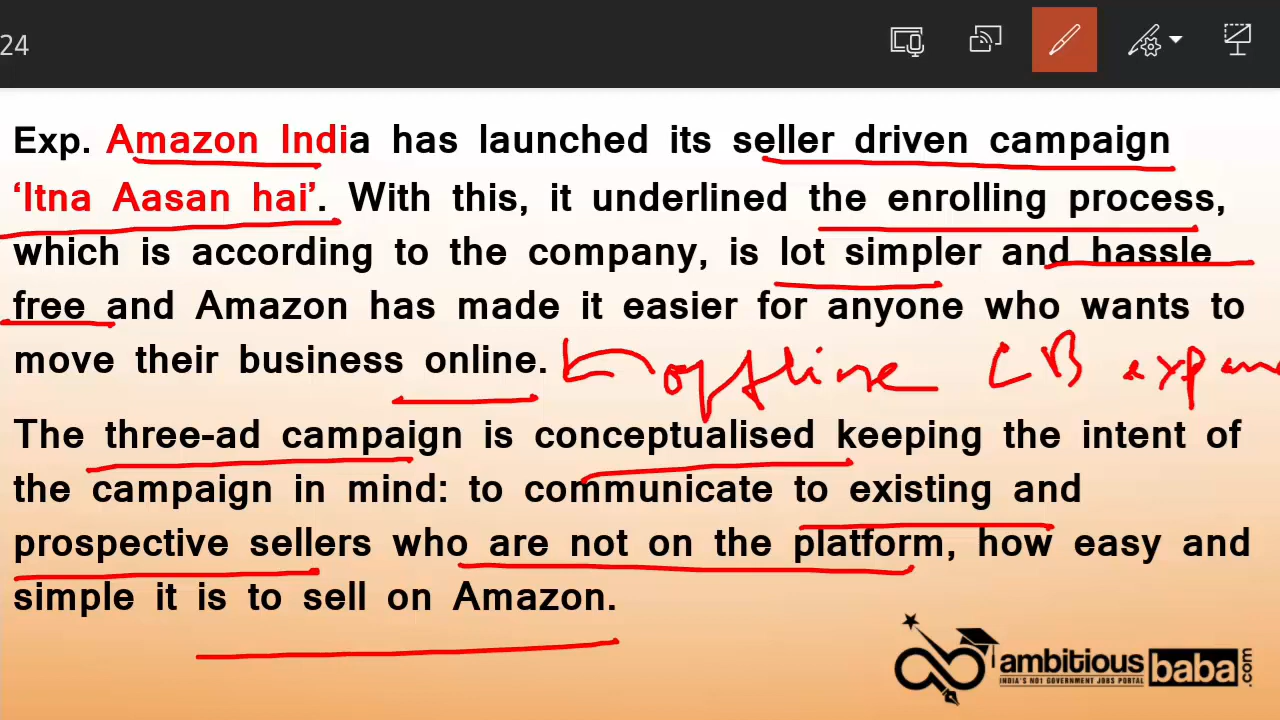 24
Exp. Amazon India has launched its seller driven campaign
‘Itna Aasan hai’. With this, it underlined the enrolling process,
which is according to the company, is lot simpler and hassle
free and Amazon has made it easier for anyone who wants to
move their business online.
offline
The three-ad campaign is conceptualised keeping the intent of
the campaign in mind: to communicate to existing and
prospective sellers who are not on the platform, how easy and
simple it is to sell on Amazon.
ambitiousbaba.com
INDIA'S NO1 GOVERNMENT JOBS PORTAL